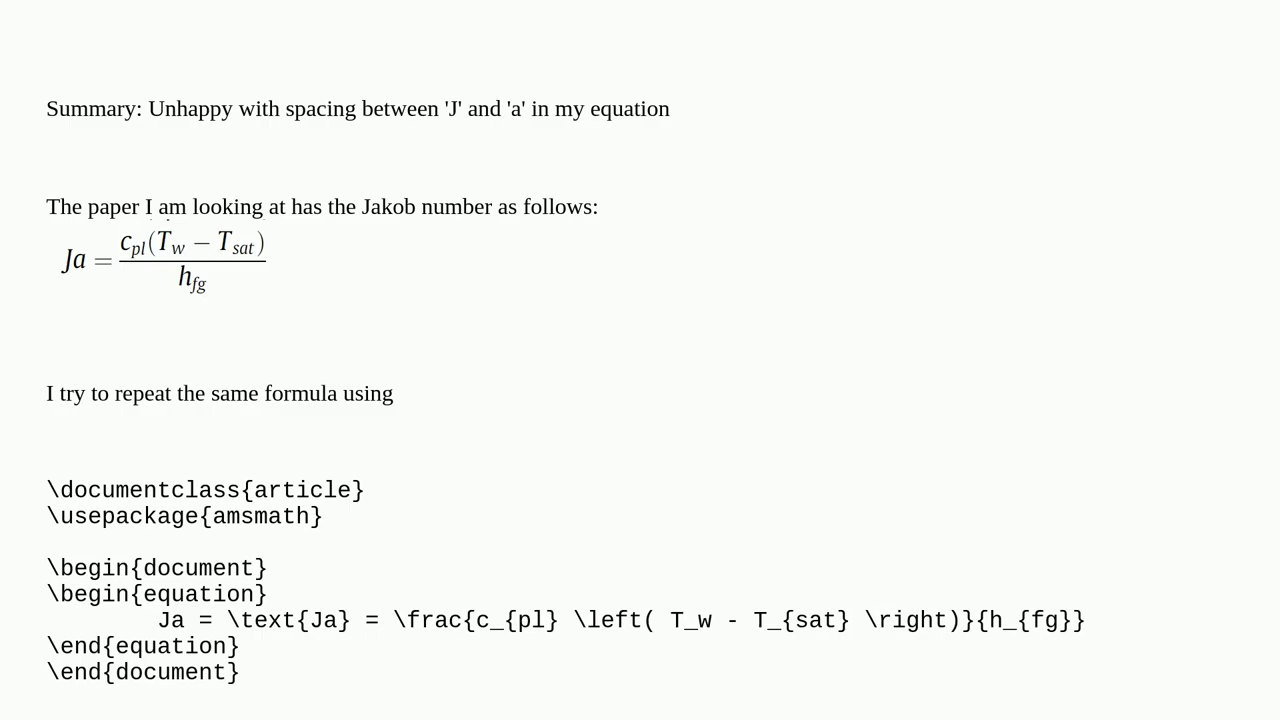 Summary: Unhappy with spacing between 'J' and 'a' in my equation
The paper I am looking at has the Jakob number as follows:
Ja = c_{pl}(T_w − T_{sat}) / h_{fg}
I try to repeat the same formula using
\documentclass{article}
\usepackage{amsmath}
\begin{document}
\begin{equation}
        Ja = \text{Ja} = \frac{c_{pl} \left( T_w - T_{sat} \right)}{h_{fg}}
\end{equation}
\end{document}